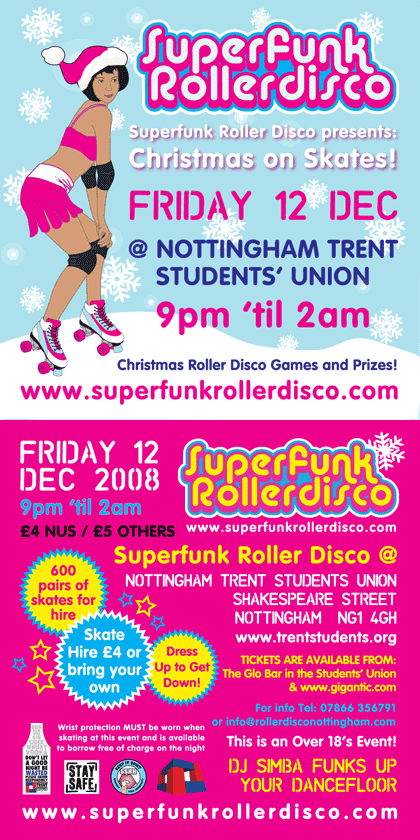 SuperFunk
Rollerdisco
Superfunk Roller Disco presents:
Christmas on Skates!
FRIDAY 12 DEC
@ NOTTINGHAM TRENT
STUDENTS' UNION
9pm 'til 2am
Christmas Roller Disco Games and Prizes!
www.superfunkrollerdisco.com
FRIDAY 12
DEC 2008
9pm 'til 2am
£4 NUS / £5 OTHERS
SuperFunk
Rollerdisco
www.superfunkrollerdisco.com
Superfunk Roller Disco @
NOTTINGHAM TRENT STUDENTS UNION
SHAKESPEARE STREET
NOTTINGHAM NG1 4GH
www.trentstudents.org
600
pairs of
skates for
hire
Skate
Hire £4 or
bring your
own
Dress
Up to Get
Down!
TICKETS ARE AVAILABLE FROM:
The Glo Bar in the Students' Union
& www.gigantic.com
For info Tel: 07866 356791
or info@rollerdisconottingham.com
Wrist protection MUST be worn when
skating at this event and is available
to borrow free of charge on the night
This is an Over 18's Event!
DON'T LET
A GOOD
NIGHT BE
WASTED
STAY
SAFE
DJ SIMBA FUNKS UP
YOUR DANCEFLOOR
www.superfunkrollerdisco.com